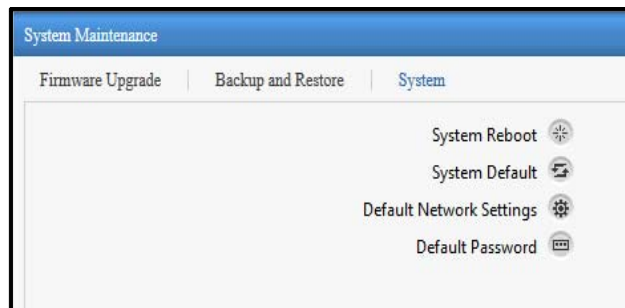 System Maintenance
Firmware Upgrade Backup and Restore System
System Reboot
System Default
Default Network Settings
Default Password